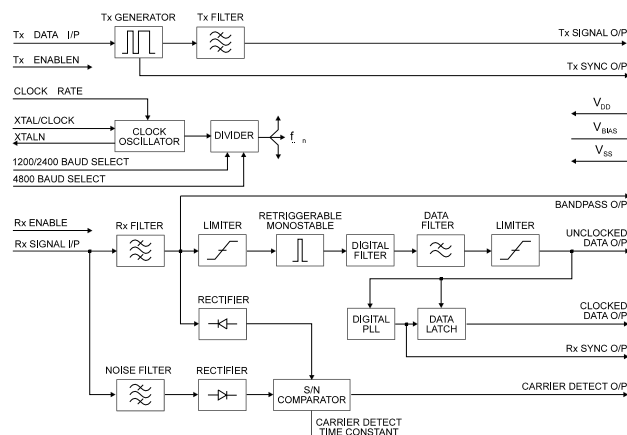 Tx GENERATOR
Tx FILTER
Tx DATA I/P
Tx SIGNAL O/P
Tx ENABLEN
Tx SYNC O/P
CLOCK RATE
XTAL/CLOCK
XTALN
CLOCK
OSCILLATOR
DIVIDER
f.. n
VDD
VBIAS
VSS
1200/2400 BAUD SELECT
4800 BAUD SELECT
BANDPASS O/P
Rx ENABLE
Rx SIGNAL I/P
Rx FILTER
LIMITER
RETRIGGERABLE
MONOSTABLE
DIGITAL
FILTER
DATA
FILTER
LIMITER
UNCLOCKED
DATA O/P
RECTIFIER
DIGITAL
PLL
DATA
LATCH
CLOCKED
DATA O/P
Rx SYNC O/P
NOISE FILTER
RECTIFIER
S/N
COMPARATOR
CARRIER DETECT O/P
CARRIER DETECT
TIME CONSTANT